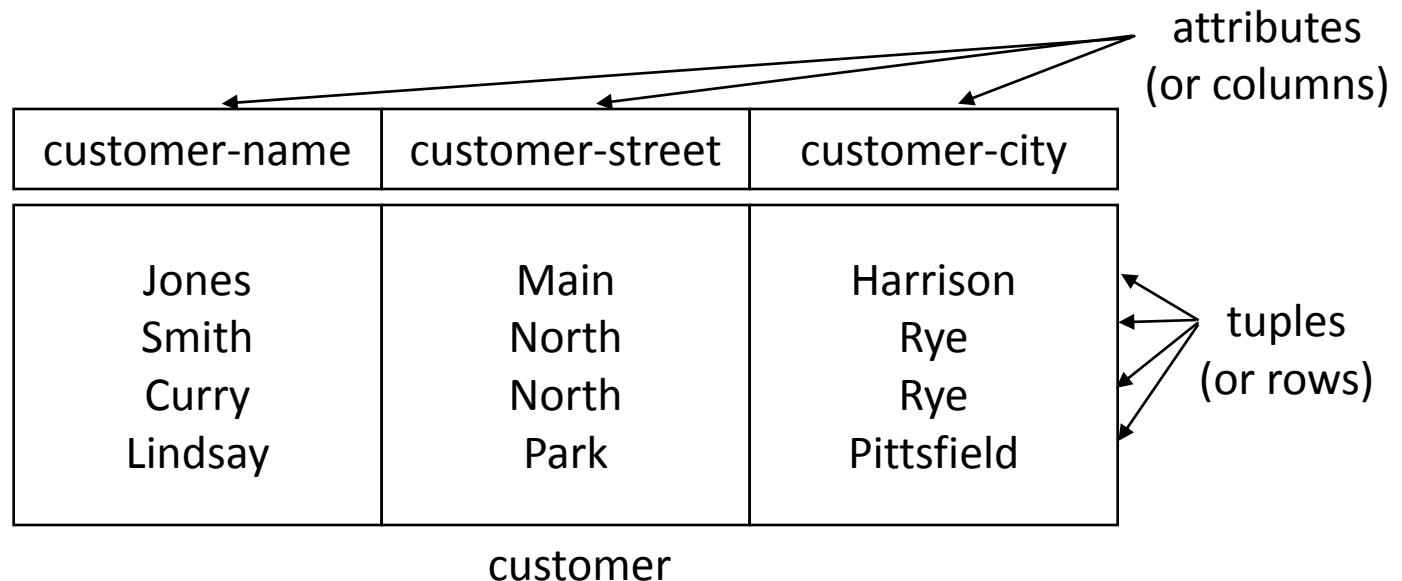 attributes
(or columns)
customer-name customer-street customer-city
Jones Main Harrison
Smith North Rye
Curry North Rye
Lindsay Park Pittsfield
tuples
(or rows)
customer